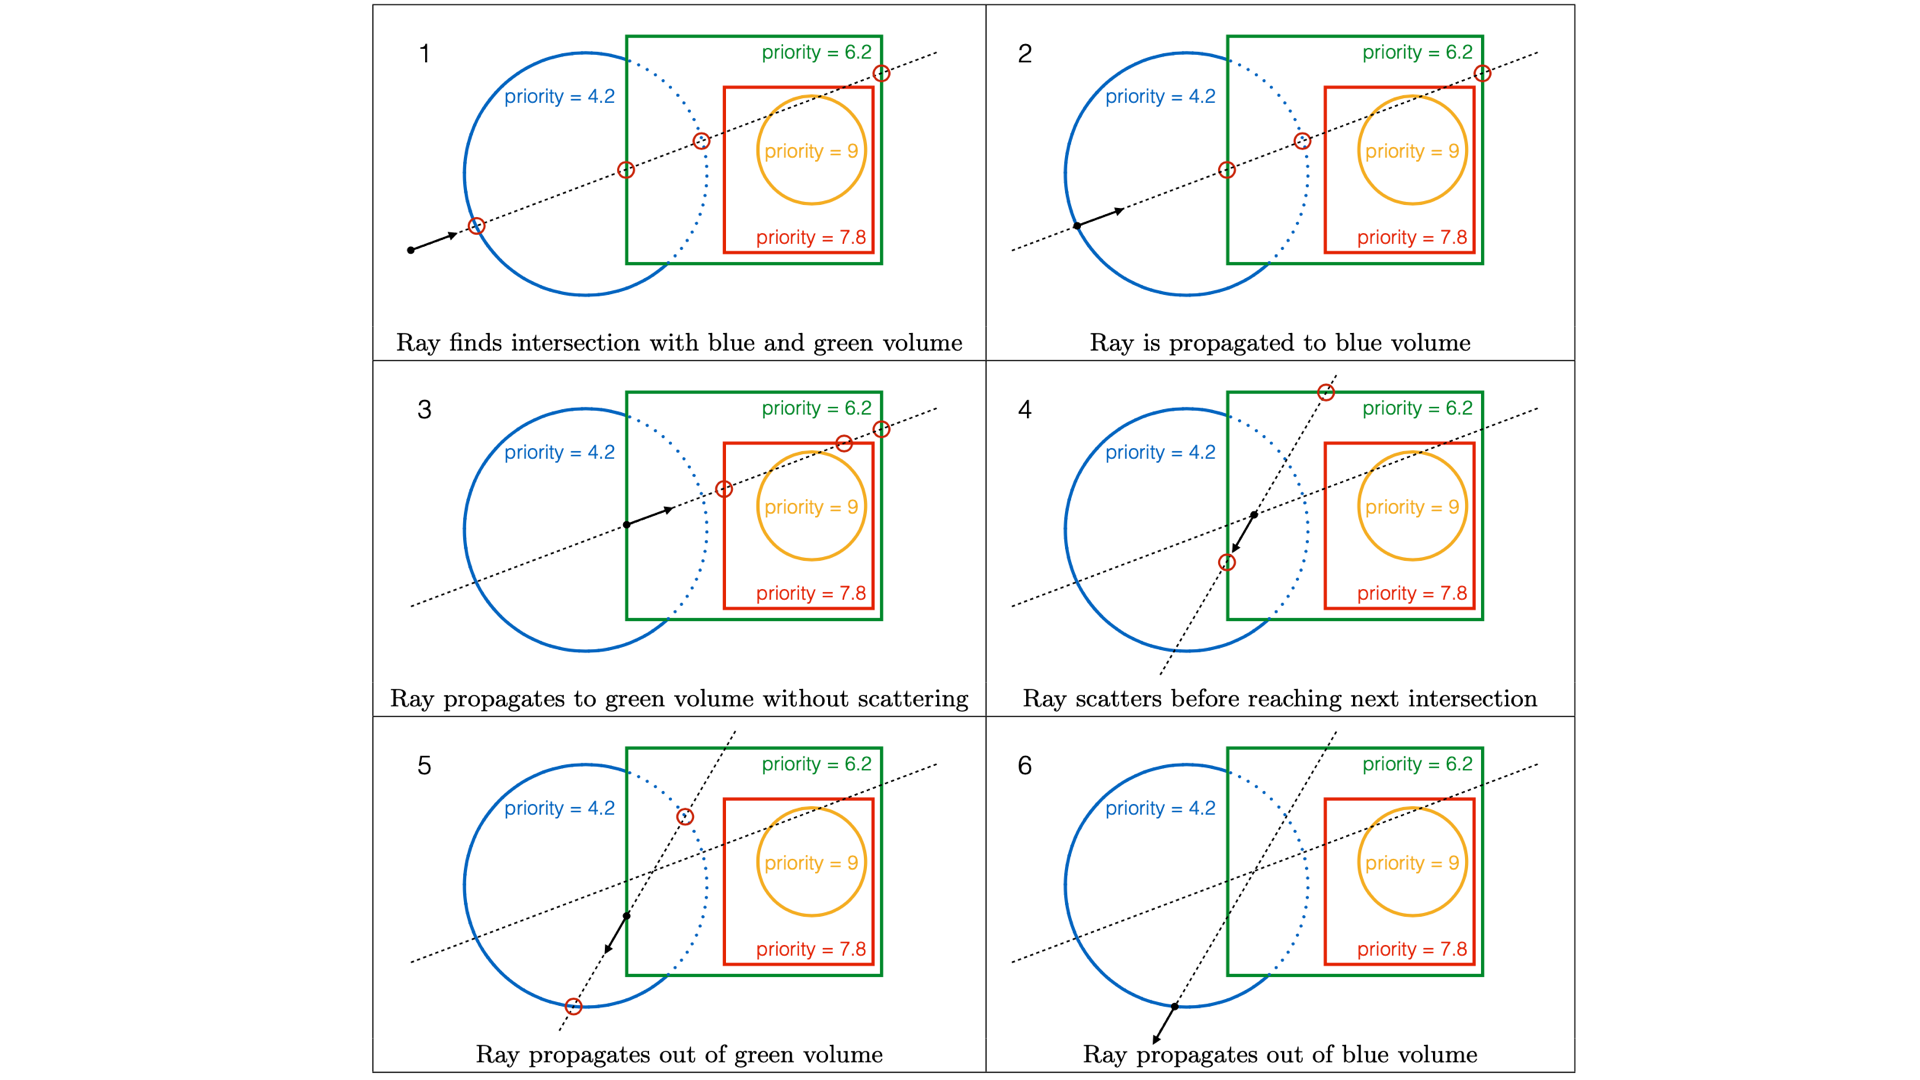 1
priority = 4.2
priority = 6.2
priority = 9
priority = 7.8
Ray finds intersection with blue and green volume
2
priority = 4.2
priority = 6.2
priority = 9
priority = 7.8
Ray is propagated to blue volume
3
priority = 4.2
priority = 6.2
priority = 9
priority = 7.8
Ray propagates to green volume without scattering
4
priority = 4.2
priority = 6.2
priority = 9
priority = 7.8
Ray scatters before reaching next intersection
5
priority = 4.2
priority = 6.2
priority = 9
priority = 7.8
Ray propagates out of green volume
6
priority = 4.2
priority = 6.2
priority = 9
priority = 7.8
Ray propagates out of blue volume